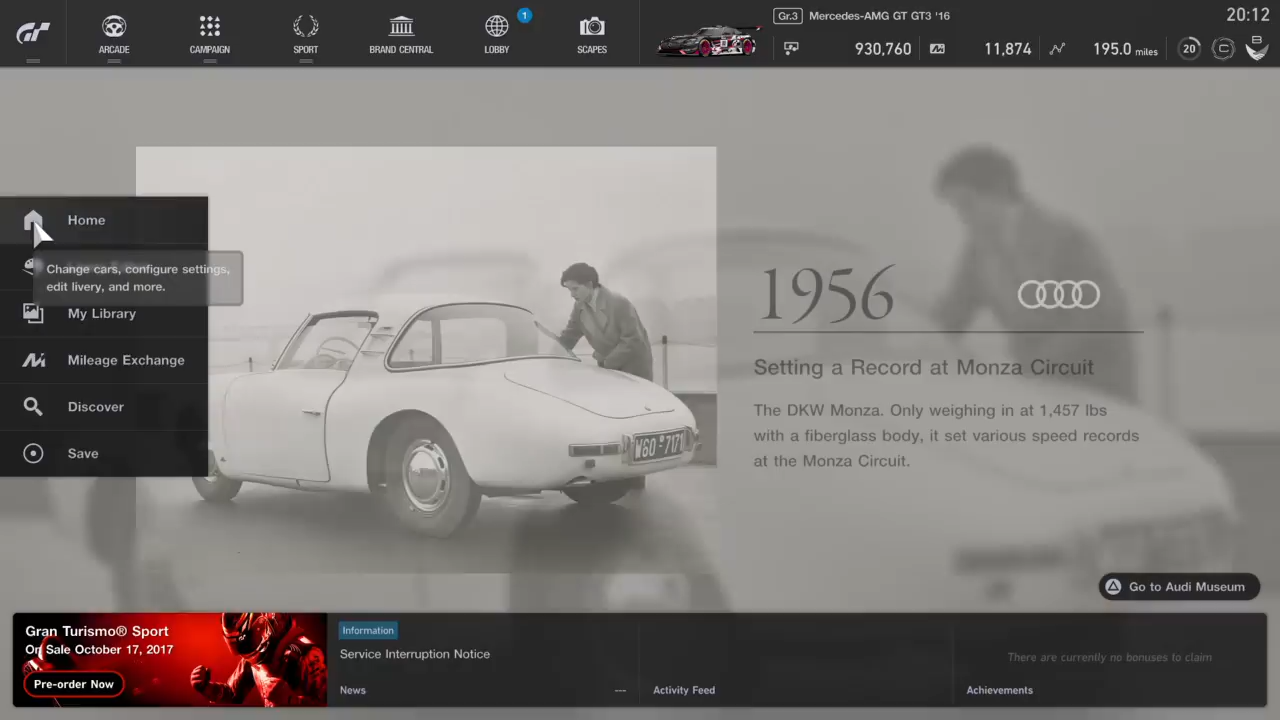 GT
ARCADE
CAMPAIGN
SPORT
BRAND CENTRAL
LOBBY
1
SCAPES
Gr.3 Mercedes-AMG GT GT3 '16
20:12
930,760
11,874
195.0 miles
20
C
B
Home
Change cars, configure settings,
edit livery, and more.
My Library
Mileage Exchange
Discover
Save
W60-7171
1956
Setting a Record at Monza Circuit
The DKW Monza. Only weighing in at 1,457 lbs
with a fiberglass body, it set various speed records
at the Monza Circuit.
Go to Audi Museum
Gran Turismo® Sport
On Sale October 17, 2017
Pre-order Now
Information
Service Interruption Notice
News
---
Activity Feed
There are currently no bonuses to claim
Achievements